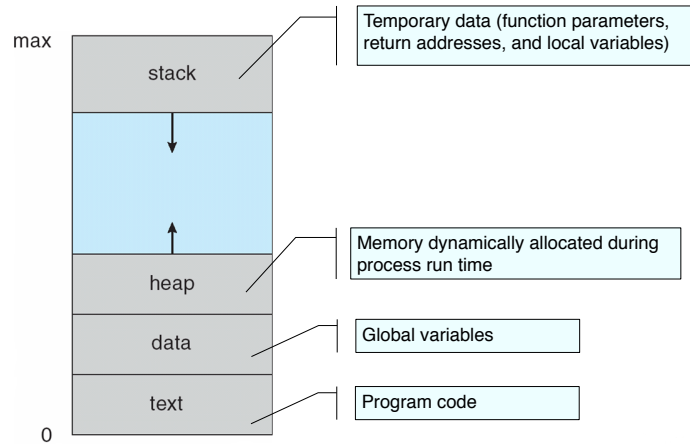 Temporary data (function parameters,
return addresses, and local variables)
max
stack
Memory dynamically allocated during
process run time
heap
Global variables
data
Program code
text
0